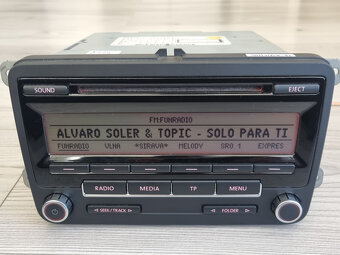 SOUND
EJECT
FM:FUNRADIO
ALVARO SOLER & TOPIC - SOLO PARA TI
FUNRADIO VLNA *SIRAVA* MELODY SRO 1 EXPRES
RADIO MEDIA TP MENU
SEEK / TRACK
FOLDER